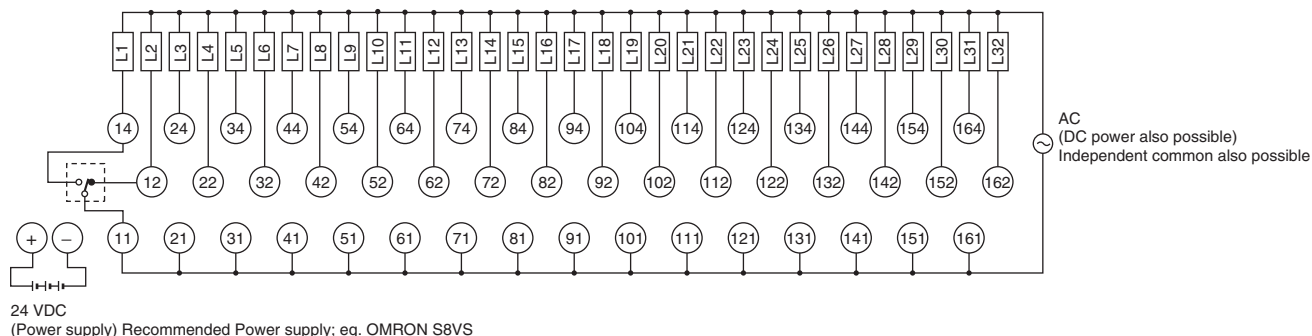 L1 L2 L3 L4 L5 L6 L7 L8 L9 L10 L11 L12 L13 L14 L15 L16 L17 L18 L19 L20 L21 L22 L23 L24 L25 L26 L27 L28 L29 L30 L31 L32
14 24 34 44 54 64 74 84 94 104 114 124 134 144 154 164
AC
(DC power also possible)
Independent common also possible
12 22 32 42 52 62 72 82 92 102 112 122 132 142 152 162
+ − 11 21 31 41 51 61 71 81 91 101 111 121 131 141 151 161
24 VDC
(Power supply) Recommended Power supply; eg. OMRON S8VS